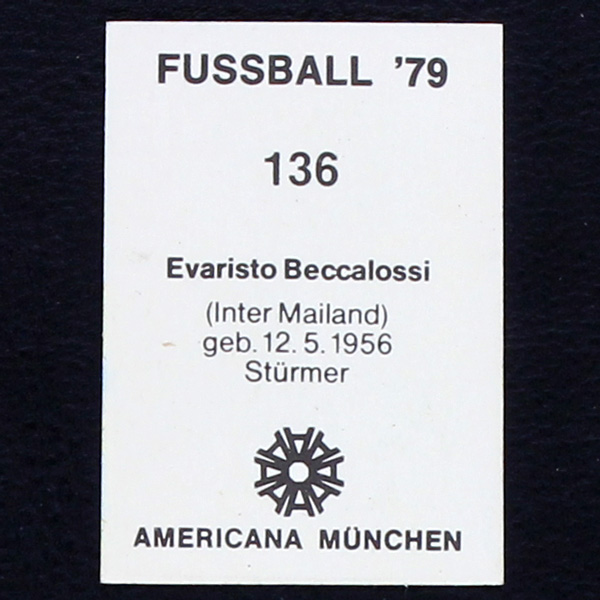 FUSSBALL ’79
136
Evaristo Beccalossi
(Inter Mailand)
geb. 12. 5. 1956
Stürmer
AMERICANA MÜNCHEN